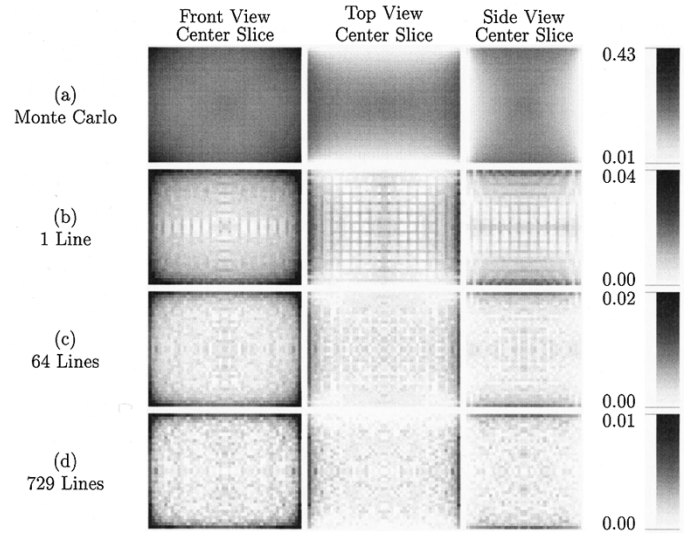 Front View
Center Slice
Top View
Center Slice
Side View
Center Slice
(a)
Monte Carlo
0.43
0.01
(b)
1 Line
0.04
0.00
(c)
64 Lines
0.02
0.00
(d)
729 Lines
0.01
0.00